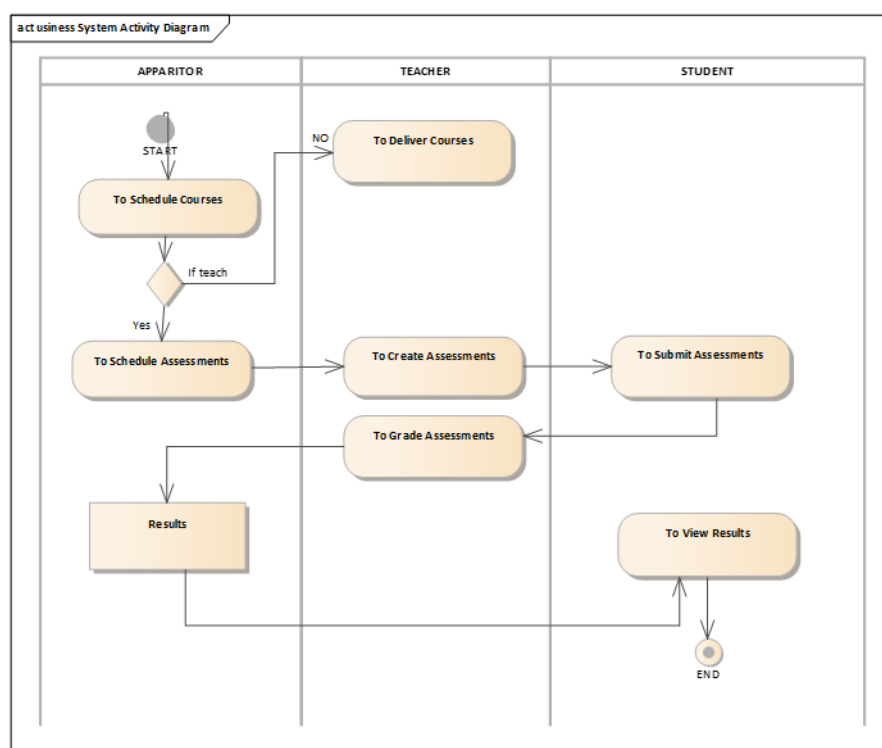 act usiness System Activity Diagram
APPARITOR
TEACHER
STUDENT
START
NO
To Deliver Courses
To Schedule Courses
If teach
Yes
To Schedule Assessments
To Create Assessments
To Submit Assessments
To Grade Assessments
Results
To View Results
END